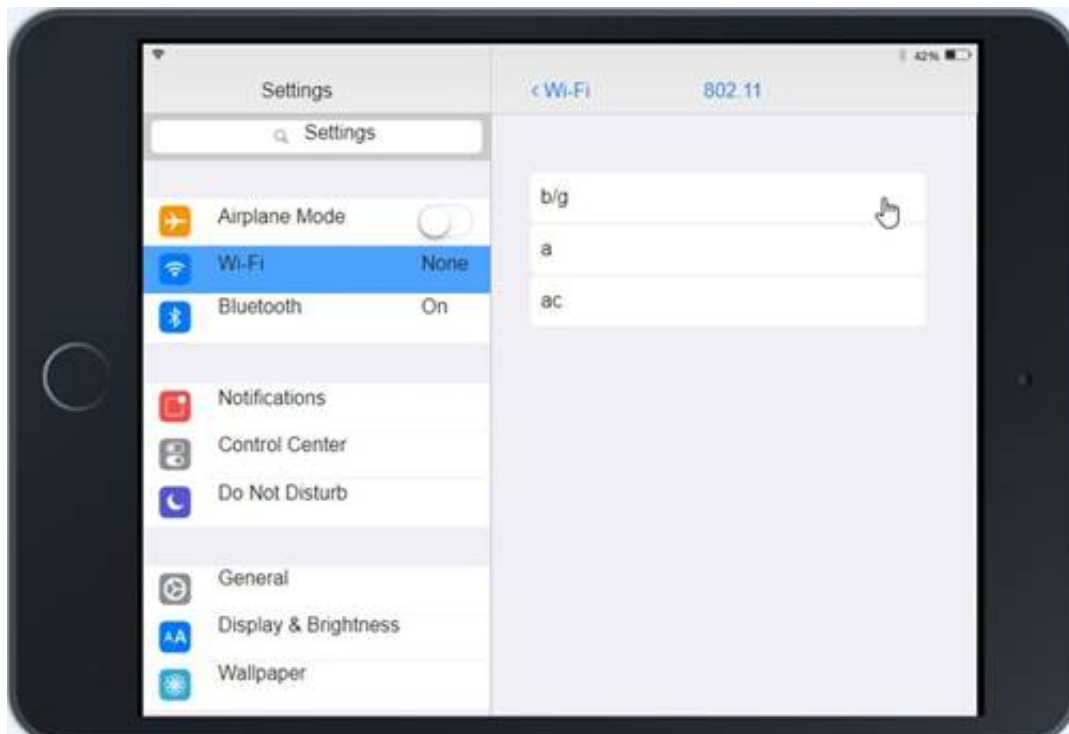 42%
Settings
< Wi-Fi
802.11
Settings
Airplane Mode
Wi-Fi None
Bluetooth On
Notifications
Control Center
Do Not Disturb
General
AA Display & Brightness
Wallpaper
b/g
a
ac